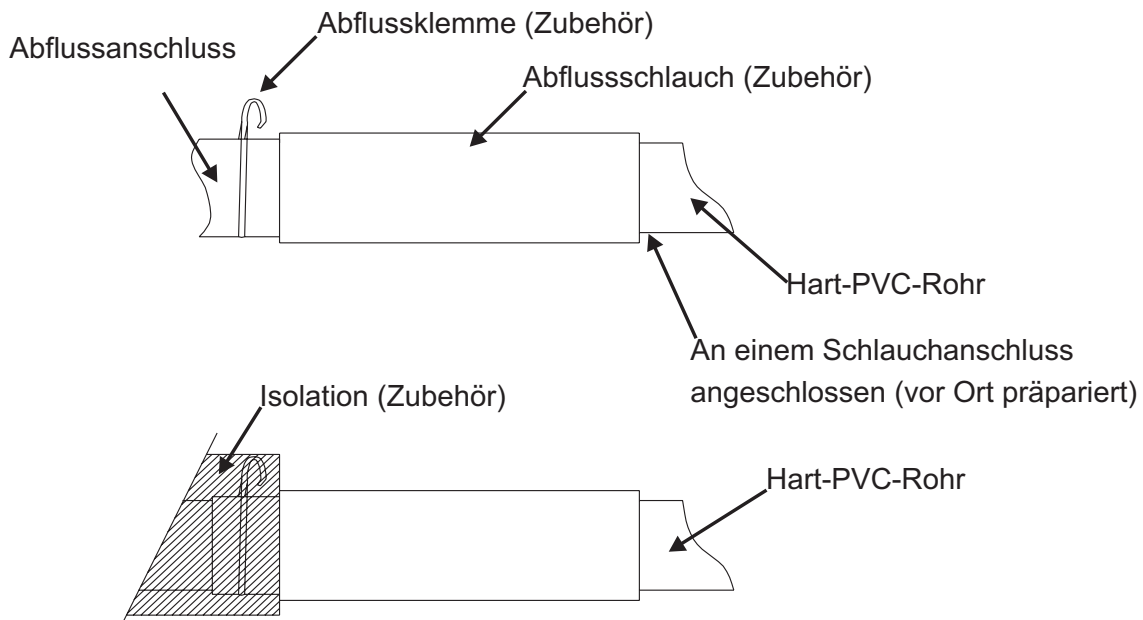 Abflussklemme (Zubehör)
Abflussanschluss
Abflussschlauch (Zubehör)
Hart-PVC-Rohr
An einem Schlauchanschluss
angeschlossen (vor Ort präpariert)
Isolation (Zubehör)
Hart-PVC-Rohr